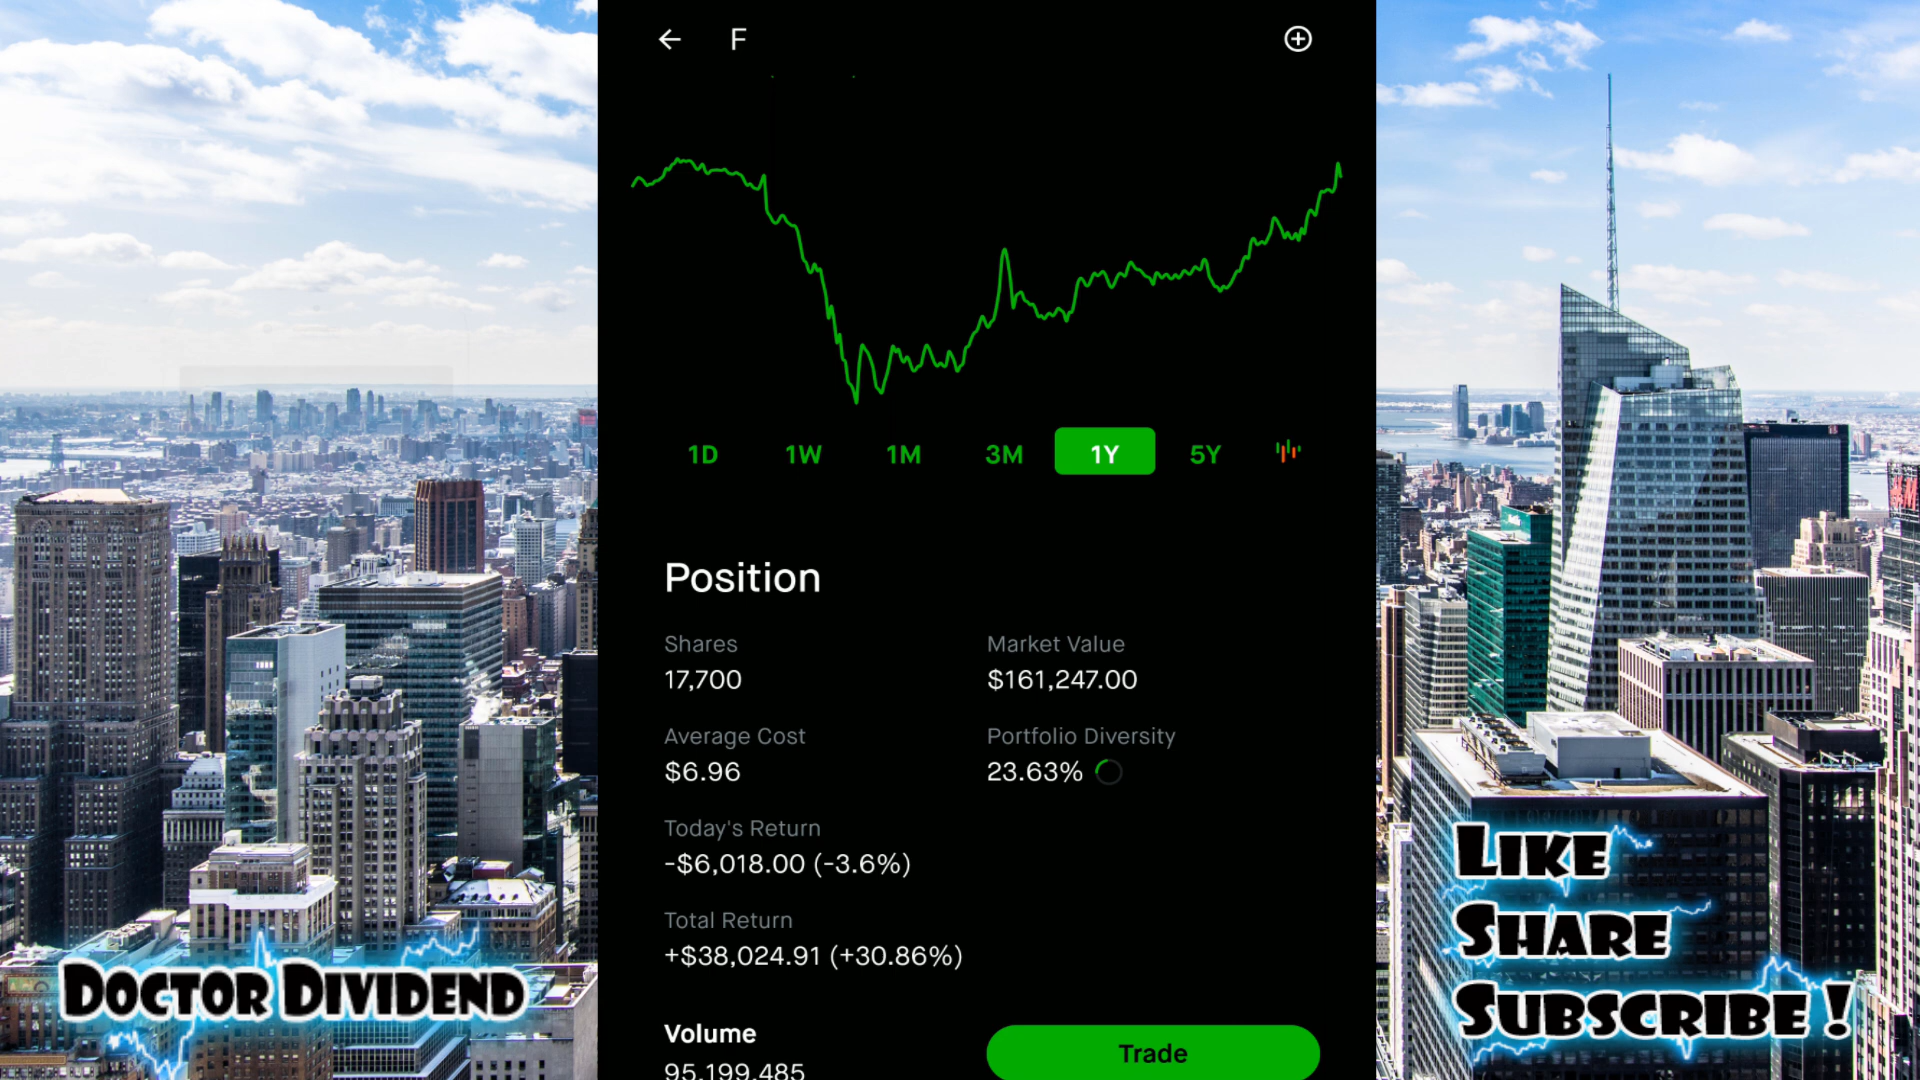 F
1D 1W 1M 3M 1Y 5Y
Position
Shares
17,700
Market Value
$161,247.00
Average Cost
$6.96
Portfolio Diversity
23.63%
Today's Return
-$6,018.00 (-3.6%)
Total Return
+$38,024.91 (+30.86%)
Volume
95,199,485
Trade
DOCTOR DIVIDEND
LIKE
SHARE
SUBSCRIBE !